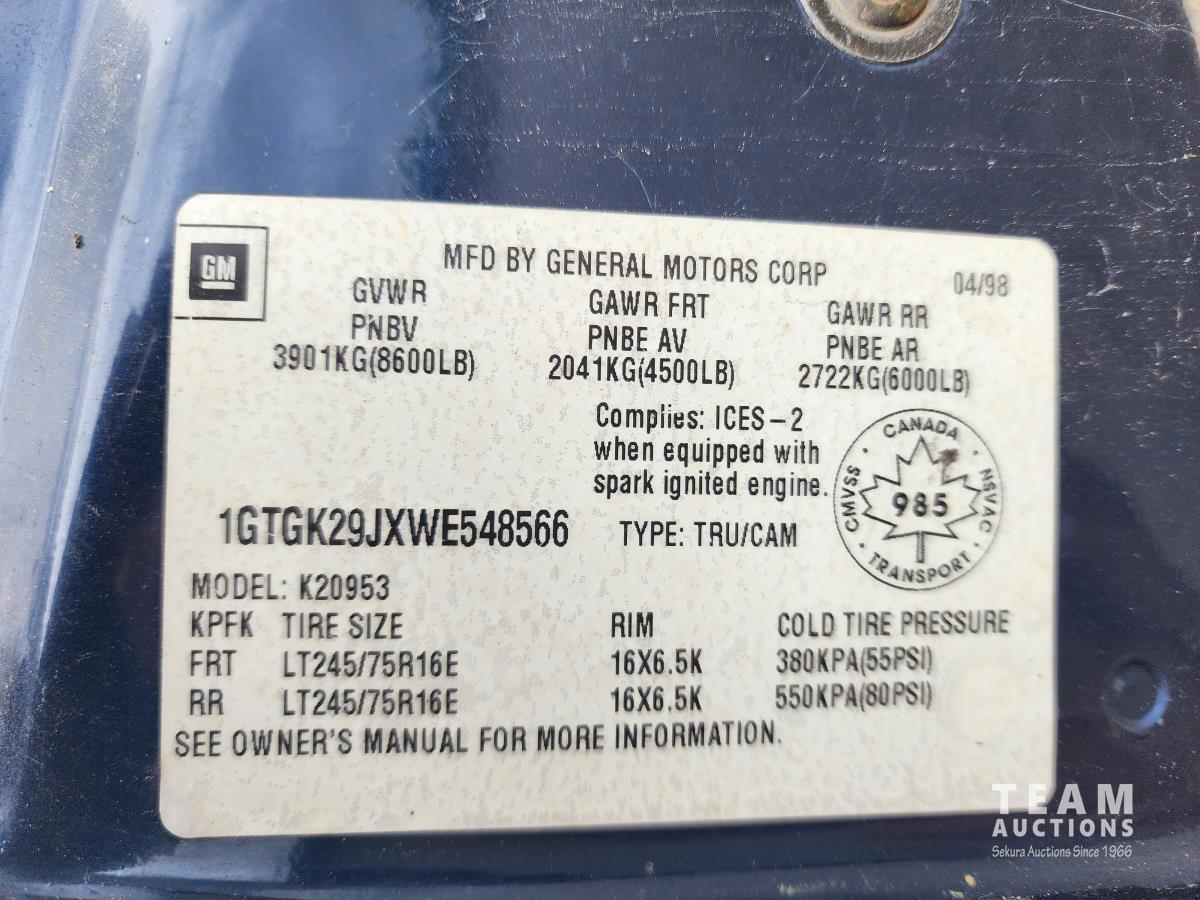 GM
MFD BY GENERAL MOTORS CORP
04/98
GVWR
PNBV
3901KG(8600LB)
GAWR FRT
PNBE AV
2041KG(4500LB)
GAWR RR
PNBE AR
2722KG(6000LB)
Complies: ICES-2
when equipped with
spark ignited engine.
CANADA
CMVSS
985
NSVAC
· TRANSPORT ·
1GTGK29JXWE548566
TYPE: TRU/CAM
MODEL: K20953
KPFK TIRE SIZE RIM COLD TIRE PRESSURE
FRT LT245/75R16E 16X6.5K 380KPA(55PSI)
RR LT245/75R16E 16X6.5K 550KPA(80PSI)
SEE OWNER'S MANUAL FOR MORE INFORMATION.
TEAM
AUCTIONS
Sekura Auctions Since 1966